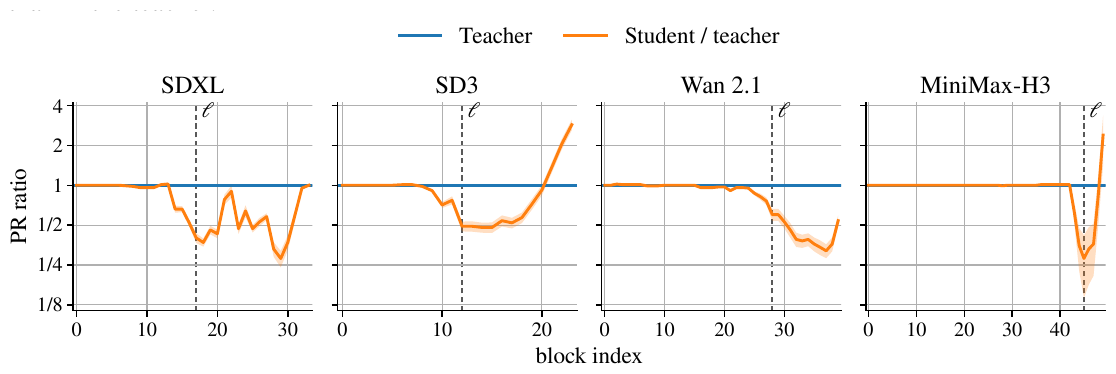 Teacher Student / teacher
SDXL SD3 Wan 2.1 MiniMax-H3
ℓ ℓ ℓ ℓ
PR ratio
4
2
1
1/2
1/4
1/8
0 10 20 30 0 10 20 0 10 20 30 0 10 20 30 40
block index